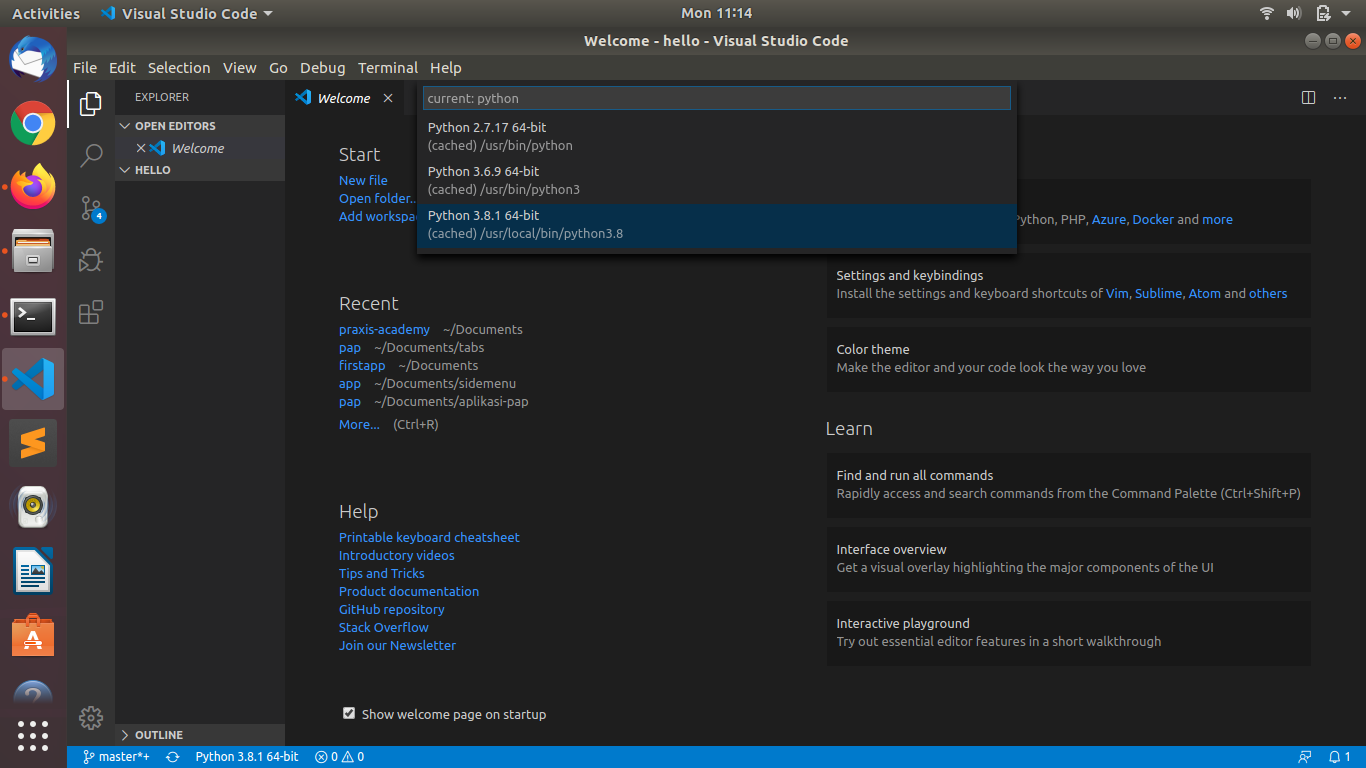 Activities
Visual Studio Code
Mon 11:14
Welcome - hello - Visual Studio Code
File Edit Selection View Go Debug Terminal Help
EXPLORER
OPEN EDITORS
Welcome
HELLO
4
OUTLINE
Welcome
current: python
Python 2.7.17 64-bit
(cached) /usr/bin/python
Python 3.6.9 64-bit
(cached) /usr/bin/python3
Python 3.8.1 64-bit
(cached) /usr/local/bin/python3.8
Start
New file
Open folder..
Add workspa
Recent
praxis-academy ~/Documents
pap ~/Documents/tabs
firstapp ~/Documents
app ~/Documents/sidemenu
pap ~/Documents/aplikasi-pap
More... (Ctrl+R)
Help
Printable keyboard cheatsheet
Introductory videos
Tips and Tricks
Product documentation
GitHub repository
Stack Overflow
Join our Newsletter
Show welcome page on startup
Python, PHP, Azure, Docker and more
Settings and keybindings
Install the settings and keyboard shortcuts of Vim, Sublime, Atom and others
Color theme
Make the editor and your code look the way you love
Learn
Find and run all commands
Rapidly access and search commands from the Command Palette (Ctrl+Shift+P)
Interface overview
Get a visual overlay highlighting the major components of the UI
Interactive playground
Try out essential editor features in a short walkthrough
master*+
Python 3.8.1 64-bit
0
0
1